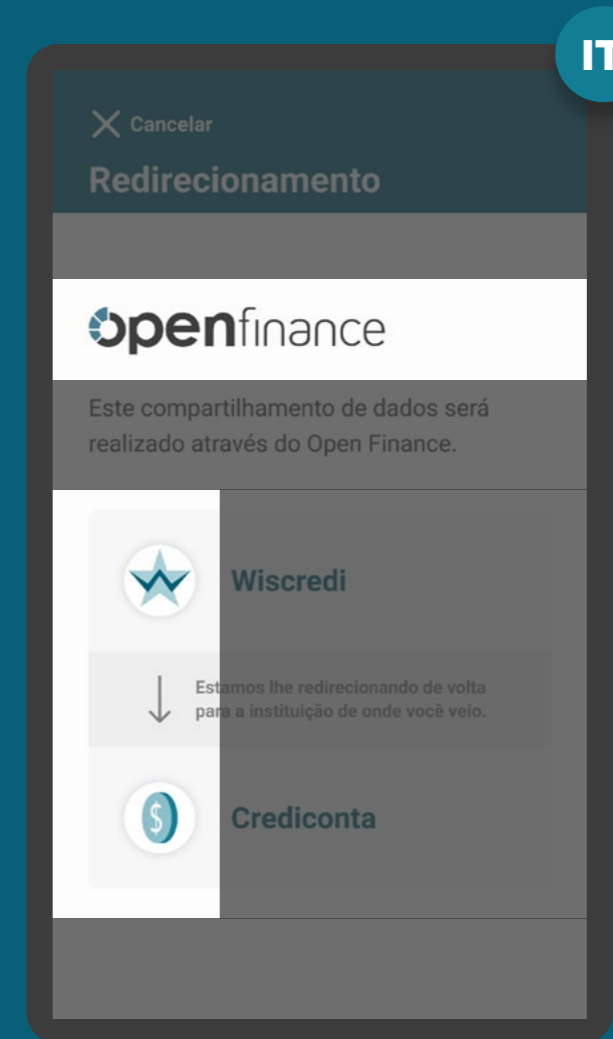 IT
Cancelar
Redirecionamento
openfinance
Este compartilhamento de dados será
realizado através do Open Finance.
Wiscredi
Estamos lhe redirecionando de volta
para a instituição de onde você veio.
$
Crediconta